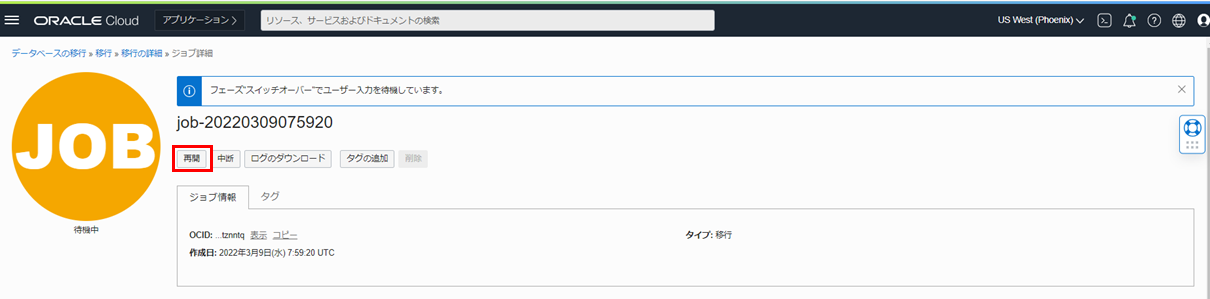 ORACLE Cloud アプリケーション リソース、サービスおよびドキュメントの検索 US West (Phoenix)
データベースの移行 » 移行 » 移行の詳細 » ジョブ詳細
フェーズ"スイッチオーバー"でユーザー入力を待機しています。
JOB
待機中
job-20220309075920
再開 中断 ログのダウンロード タグの追加 削除
ジョブ情報 タグ
OCID: ...tznntq 表示 コピー タイプ: 移行
作成日: 2022年3月9日(水) 7:59:20 UTC